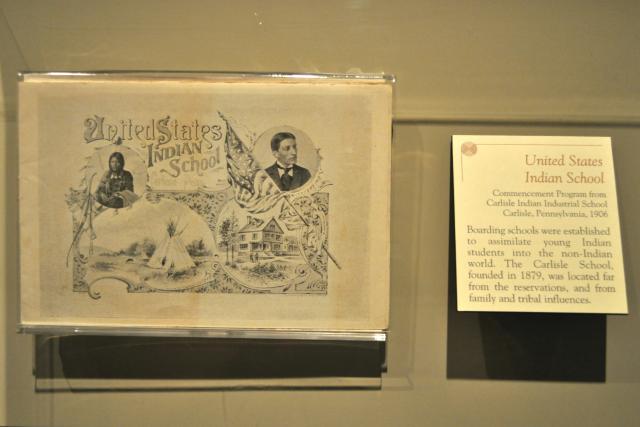 United States
INDIAN
School
United States
Indian School
Commencement Program from
Carlisle Indian Industrial School
Carlisle, Pennsylvania, 1906
Boarding schools were established
to assimilate young Indian
students into the non-Indian
world. The Carlisle School,
founded in 1879, was located far
from the reservations, and from
family and tribal influences.